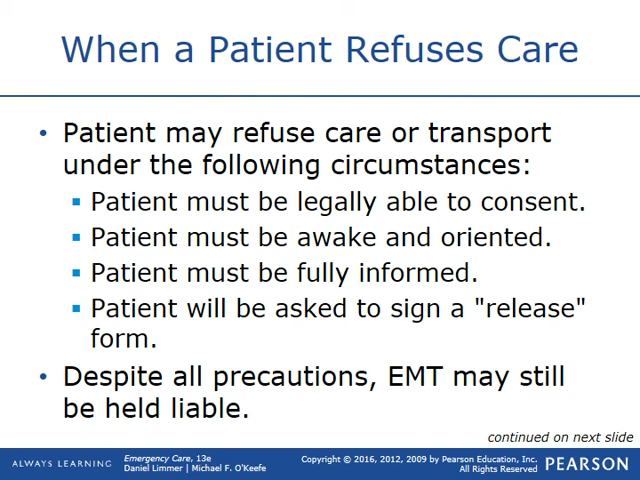 When a Patient Refuses Care
• Patient may refuse care or transport
under the following circumstances:
▪ Patient must be legally able to consent.
▪ Patient must be awake and oriented.
▪ Patient must be fully informed.
▪ Patient will be asked to sign a "release"
form.
• Despite all precautions, EMT may still
be held liable.
continued on next slide
ALWAYS LEARNING
Emergency Care, 13e
Daniel Limmer | Michael F. O'Keefe
Copyright © 2016, 2012, 2009 by Pearson Education, Inc.
All Rights Reserved
PEARSON